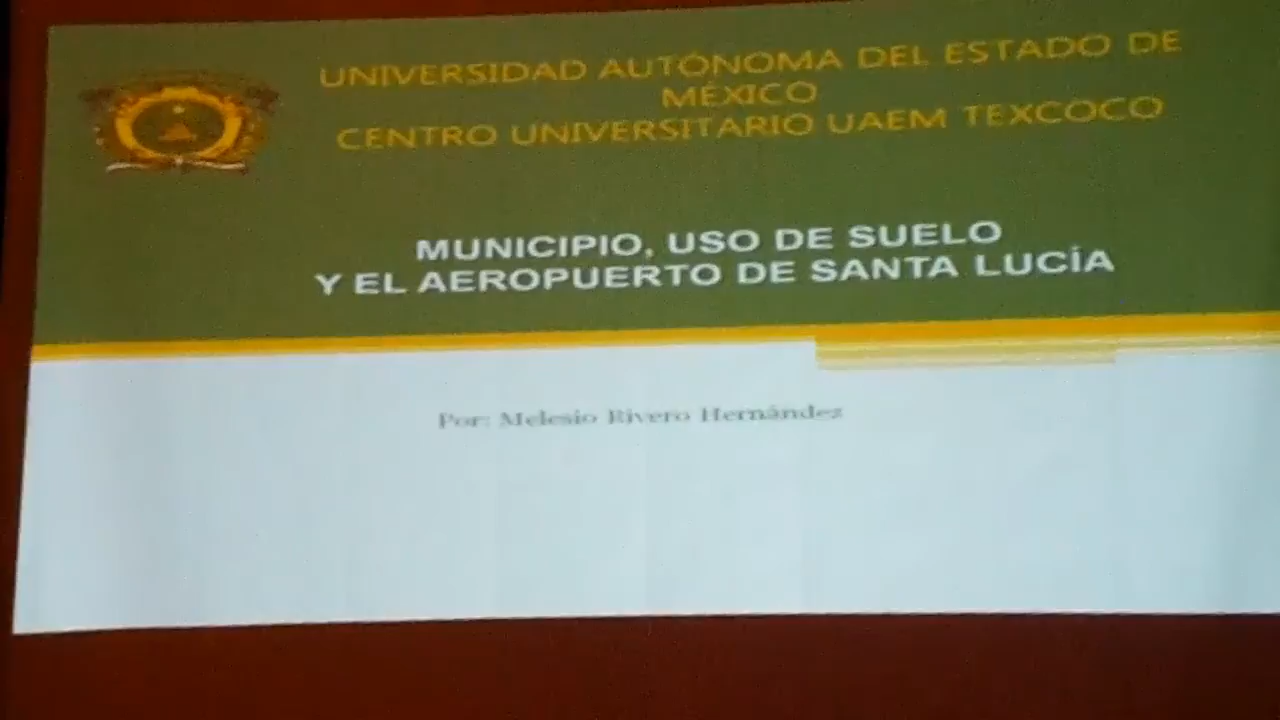 UNIVERSIDAD AUTÓNOMA DEL ESTADO DE
MÉXICO
CENTRO UNIVERSITARIO UAEM TEXCOCO
MUNICIPIO, USO DE SUELO
Y EL AEROPUERTO DE SANTA LUCÍA
Por: Melesio Rivero Hernández